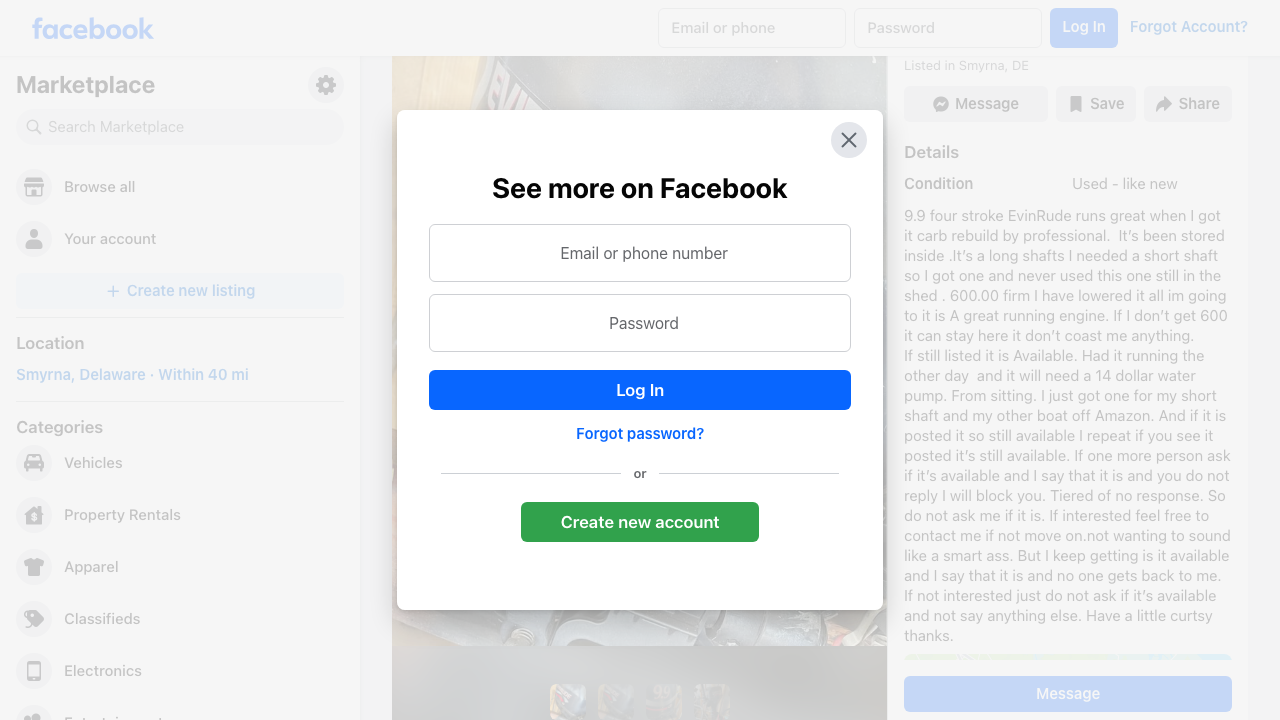 facebook
Email or phone
Password
Log In
Forgot Account?
Marketplace
Search Marketplace
Browse all
Your account
Create new listing
Location
Smyrna, Delaware · Within 40 mi
Categories
Vehicles
Property Rentals
Apparel
Classifieds
Electronics
See more on Facebook
Email or phone number
Password
Log In
Forgot password?
or
Create new account
Listed in Smyrna, DE
Message
Save
Share
Details
Condition
Used - like new
9.9 four stroke EvinRude runs great when I got
it carb rebuild by professional.  It’s been stored
inside .It’s a long shafts I needed a short shaft
so I got one and never used this one still in the
shed . 600.00 firm I have lowered it all im going
to it is A great running engine. If I don’t get 600
it can stay here it don’t coast me anything.
If still listed it is Available. Had it running the
other day  and it will need a 14 dollar water
pump. From sitting. I just got one for my short
shaft and my other boat off Amazon. And if it is
posted it so still available I repeat if you see it
posted it’s still available. If one more person ask
if it’s available and I say that it is and you do not
reply I will block you. Tiered of no response. So
do not ask me if it is. If interested feel free to
contact me if not move on.not wanting to sound
like a smart ass. But I keep getting is it available
and I say that it is and no one gets back to me.
If not interested just do not ask if it’s available
and not say anything else. Have a little curtsy
thanks.
Message